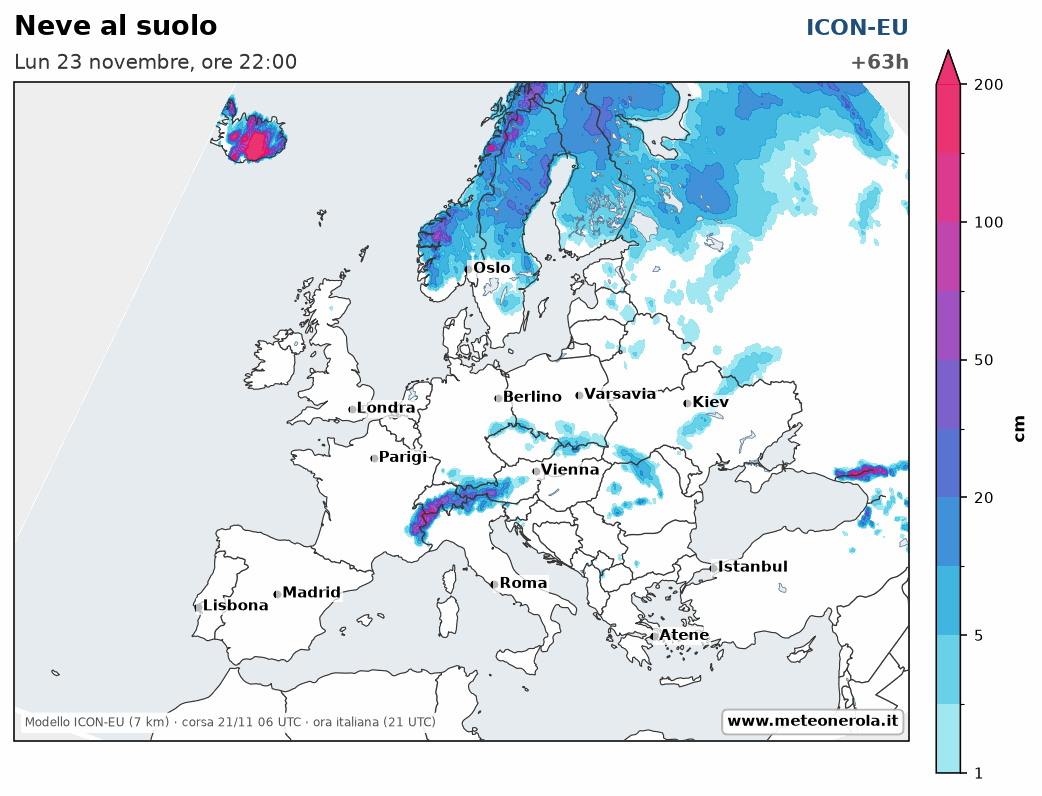 Neve al suolo
ICON-EU
Lun 23 novembre, ore 22:00
+63h
200
100
50
20
5
1
cm
Oslo
Berlino
Varsavia
Kiev
Londra
Parigi
Vienna
Istanbul
Roma
Madrid
Lisbona
Atene
Modello ICON-EU (7 km) · corsa 21/11 06 UTC · ora italiana (21 UTC)
www.meteonerola.it